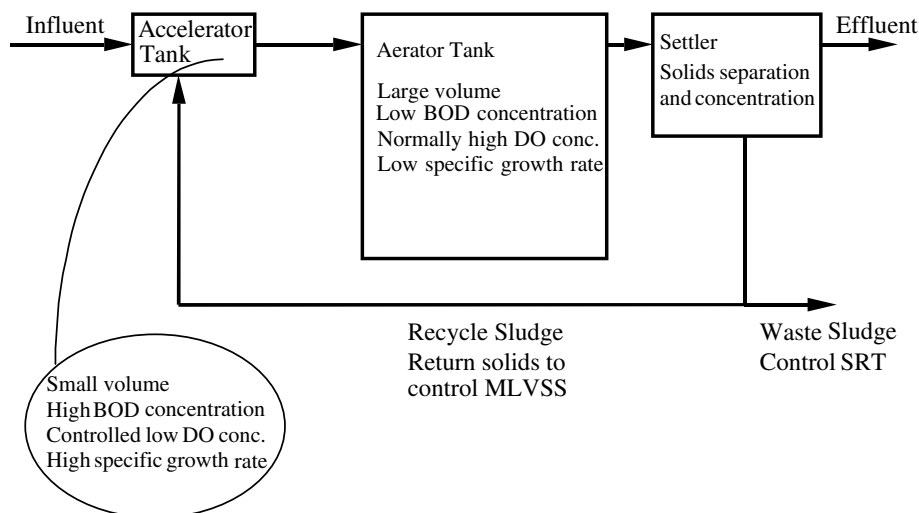 Influent
Accelerator
Tank
Aerator Tank
Large volume
Low BOD concentration
Normally high DO conc.
Low specific growth rate
Settler
Solids separation
and concentration
Effluent
Recycle Sludge
Return solids to
control MLVSS
Waste Sludge
Control SRT
Small volume
High BOD concentration
Controlled low DO conc.
High specific growth rate